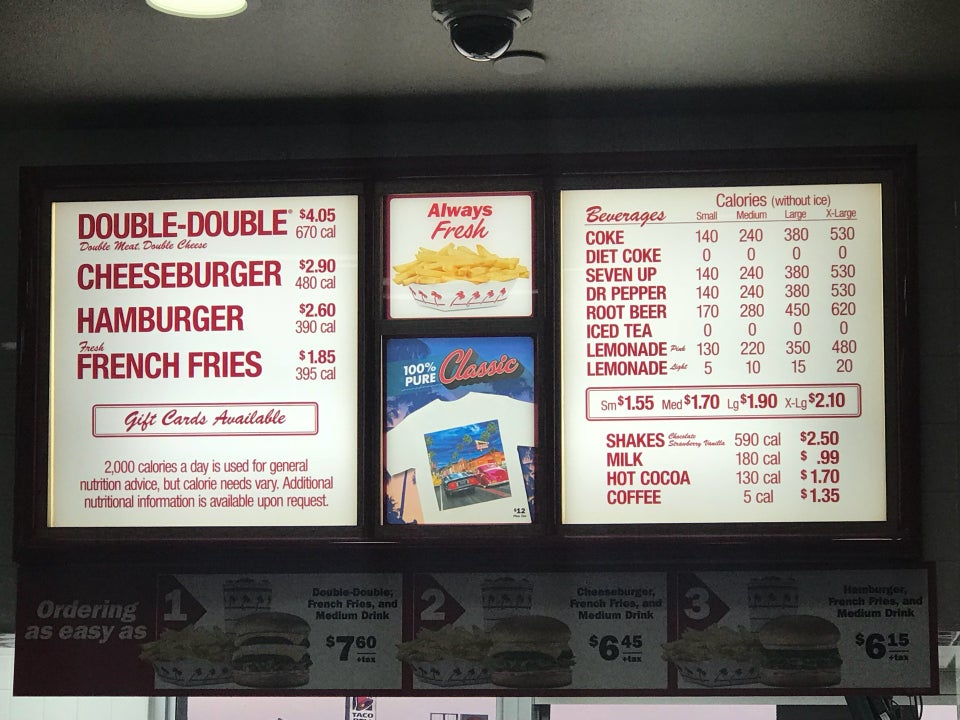 DOUBLE-DOUBLE® $4.05
Double Meat, Double Cheese 670 cal
CHEESEBURGER $2.90
480 cal
HAMBURGER $2.60
390 cal
Fresh
FRENCH FRIES $1.85
395 cal
Gift Cards Available
2,000 calories a day is used for general
nutrition advice, but calorie needs vary. Additional
nutritional information is available upon request.
Always
Fresh
100%
PURE Classic
$12
Calories (without ice)
Beverages Small Medium Large X-Large
COKE 140 240 380 530
DIET COKE 0 0 0 0
SEVEN UP 140 240 380 530
DR PEPPER 140 240 380 530
ROOT BEER 170 280 450 620
ICED TEA 0 0 0 0
LEMONADE Pink 130 220 350 480
LEMONADE Light 5 10 15 20
Sm $1.55 Med $1.70 Lg $1.90 X-Lg $2.10
SHAKES Chocolate Strawberry Vanilla 590 cal $2.50
MILK 180 cal $ .99
HOT COCOA 130 cal $1.70
COFFEE 5 cal $1.35
Ordering
as easy as
1
Double-Double,
French Fries, and
Medium Drink
$7 60
+tax
2
Cheeseburger,
French Fries, and
Medium Drink
$6 45
+tax
3
Hamburger,
French Fries, and
Medium Drink
$6 15
+tax
TACO